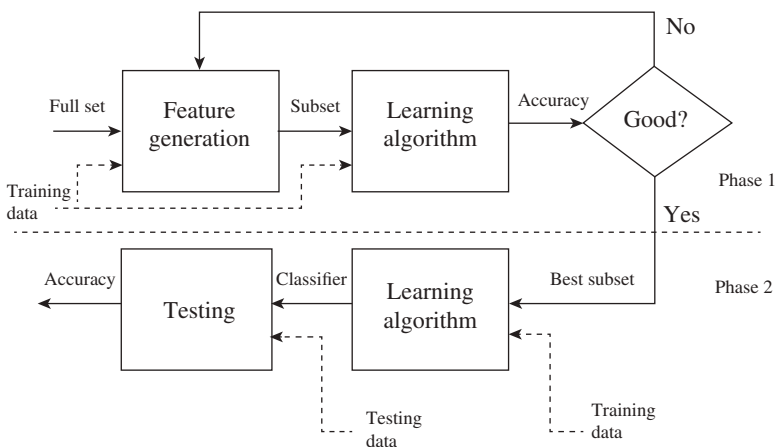 No
Full set
Feature
generation
Subset
Learning
algorithm
Accuracy
Good?
Training
data
Phase 1
Yes
Accuracy
Testing
Classifier
Learning
algorithm
Best subset
Phase 2
Testing
data
Training
data